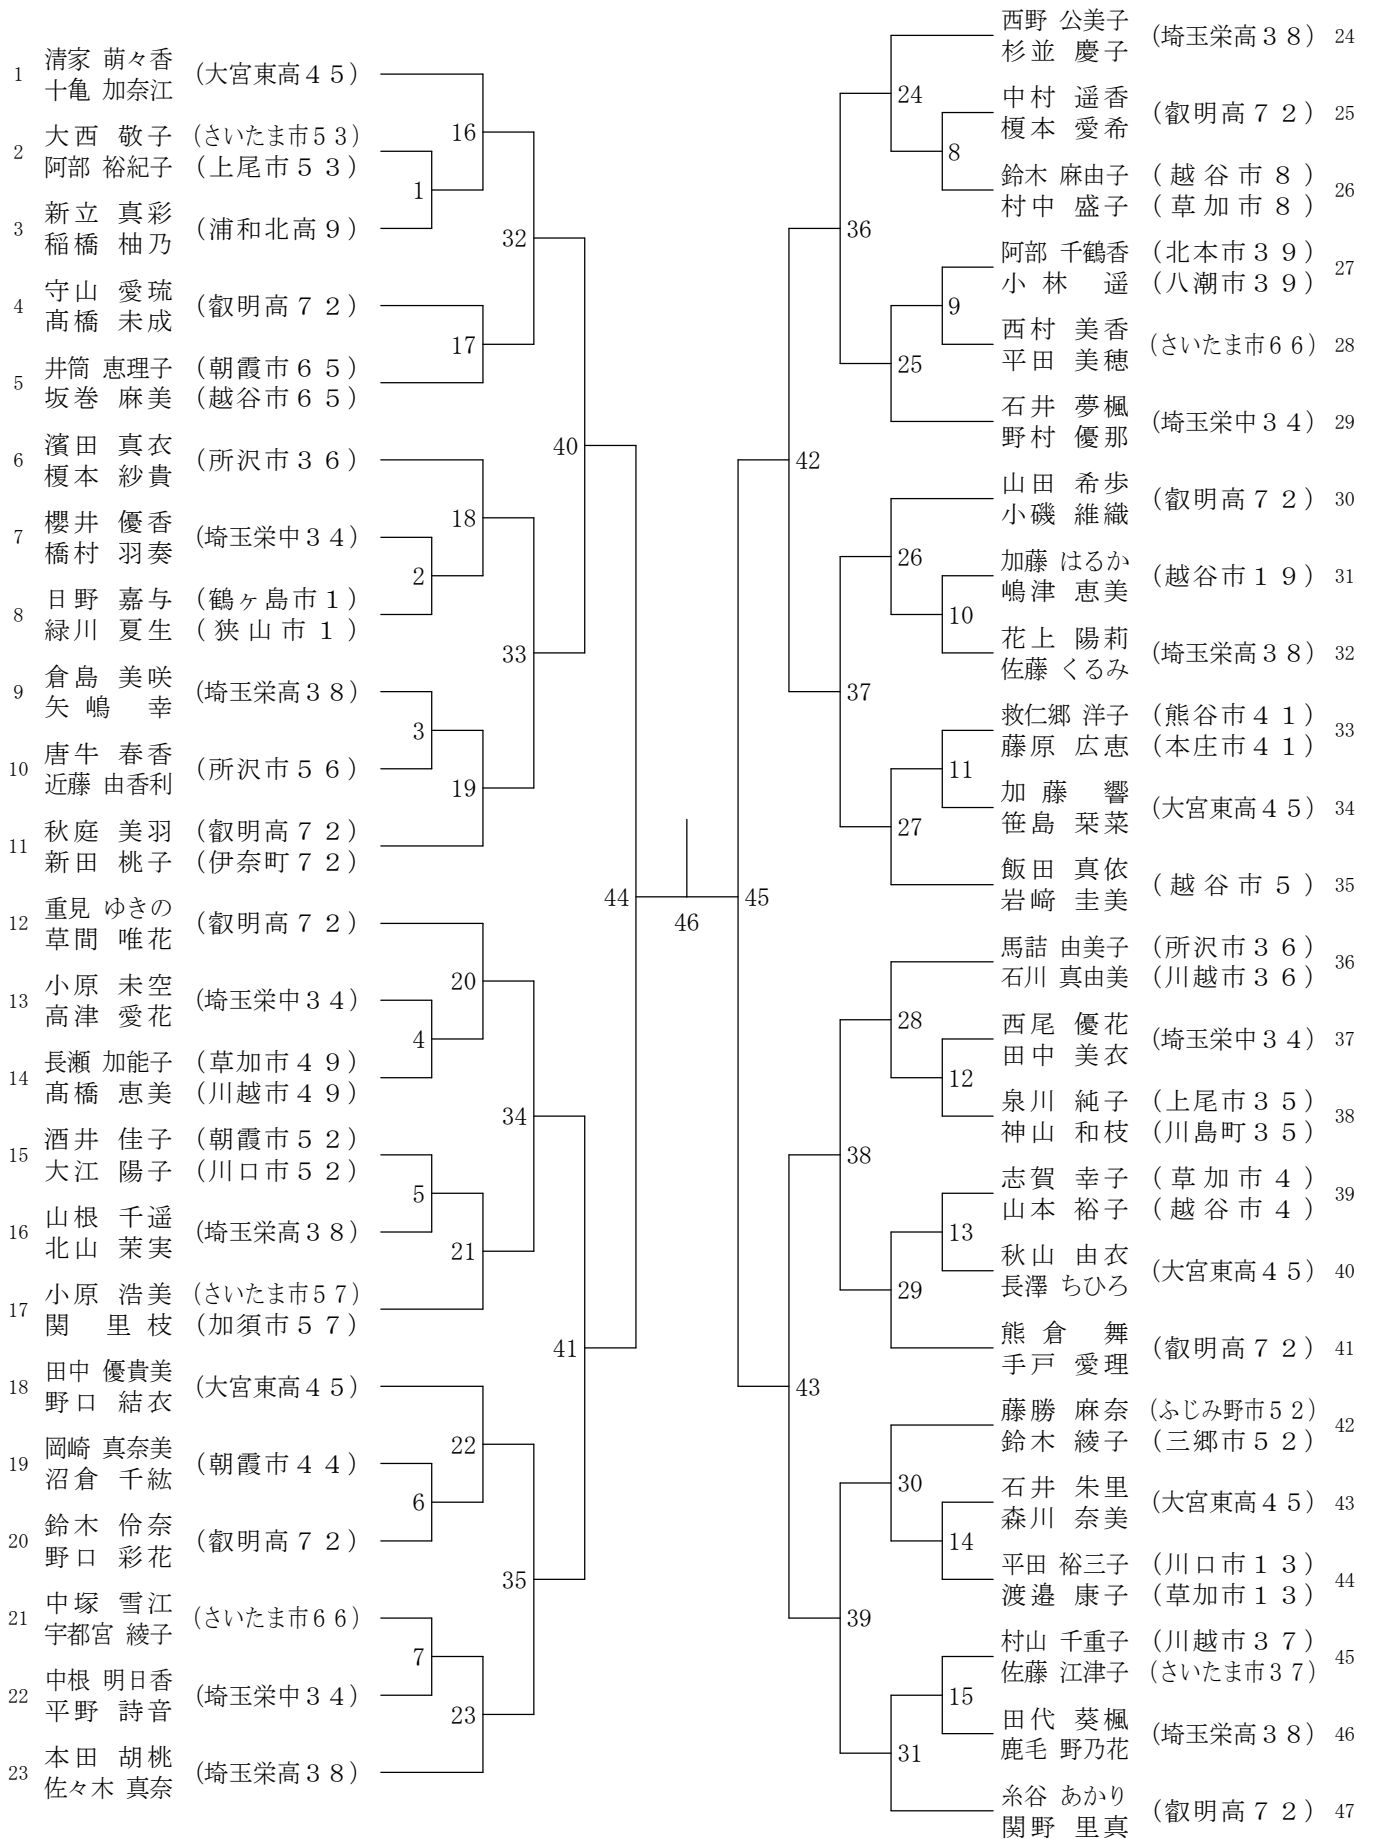 1 清家 萌々香 (大宮東高４５)
十亀 加奈江
2 大西 敬子 (さいたま市５３)
阿部 裕紀子 (上尾市５３)
3 新立 真彩 (浦和北高９)
稲橋 柚乃
4 守山 愛琉 (叡明高７２)
髙橋 未成
5 井筒 恵理子 (朝霞市６５)
坂巻 麻美 (越谷市６５)
6 濱田 真衣 (所沢市３６)
榎本 紗貴
7 櫻井 優香 (埼玉栄中３４)
橋村 羽奏
8 日野 嘉与 (鶴ヶ島市１)
緑川 夏生 (狭山市１)
9 倉島 美咲 (埼玉栄高３８)
矢嶋 幸
10 唐牛 春香 (所沢市５６)
近藤 由香利
11 秋庭 美羽 (叡明高７２)
新田 桃子 (伊奈町７２)
12 重見 ゆきの (叡明高７２)
草間 唯花
13 小原 未空 (埼玉栄中３４)
高津 愛花
14 長瀬 加能子 (草加市４９)
髙橋 恵美 (川越市４９)
15 酒井 佳子 (朝霞市５２)
大江 陽子 (川口市５２)
16 山根 千遥 (埼玉栄高３８)
北山 茉実
17 小原 浩美 (さいたま市５７)
関 里枝 (加須市５７)
18 田中 優貴美 (大宮東高４５)
野口 結衣
19 岡崎 真奈美 (朝霞市４４)
沼倉 千紘
20 鈴木 伶奈 (叡明高７２)
野口 彩花
21 中塚 雪江 (さいたま市６６)
宇都宮 綾子
22 中根 明日香 (埼玉栄中３４)
平野 詩音
23 本田 胡桃 (埼玉栄高３８)
佐々木 真奈
1
2
3
4
5
6
7
16
17
18
19
20
21
22
23
32
33
34
35
40
41
44
46
45
42
43
36
37
38
39
24
25
26
27
28
29
30
31
8
9
10
11
12
13
14
15
西野 公美子 (埼玉栄高３８) 24
杉並 慶子
中村 遥香 (叡明高７２) 25
榎本 愛希
鈴木 麻由子 (越谷市８) 26
村中 盛子 (草加市８)
阿部 千鶴香 (北本市３９) 27
小林 遥 (八潮市３９)
西村 美香 (さいたま市６６) 28
平田 美穂
石井 夢楓 (埼玉栄中３４) 29
野村 優那
山田 希歩 (叡明高７２) 30
小磯 維織
加藤 はるか (越谷市１９) 31
嶋津 恵美
花上 陽莉 (埼玉栄高３８) 32
佐藤 くるみ
救仁郷 洋子 (熊谷市４１) 33
藤原 広恵 (本庄市４１)
加藤 響 (大宮東高４５) 34
笹島 栞菜
飯田 真依 (越谷市５) 35
岩﨑 圭美
馬詰 由美子 (所沢市３６) 36
石川 真由美 (川越市３６)
西尾 優花 (埼玉栄中３４) 37
田中 美衣
泉川 純子 (上尾市３５) 38
神山 和枝 (川島町３５)
志賀 幸子 (草加市４) 39
山本 裕子 (越谷市４)
秋山 由衣 (大宮東高４５) 40
長澤 ちひろ
熊倉 舞 (叡明高７２) 41
手戸 愛理
藤勝 麻奈 (ふじみ野市５２) 42
鈴木 綾子 (三郷市５２)
石井 朱里 (大宮東高４５) 43
森川 奈美
平田 裕三子 (川口市１３) 44
渡邉 康子 (草加市１３)
村山 千重子 (川越市３７) 45
佐藤 江津子 (さいたま市３７)
田代 葵楓 (埼玉栄高３８) 46
鹿毛 野乃花
糸谷 あかり (叡明高７２) 47
関野 里真